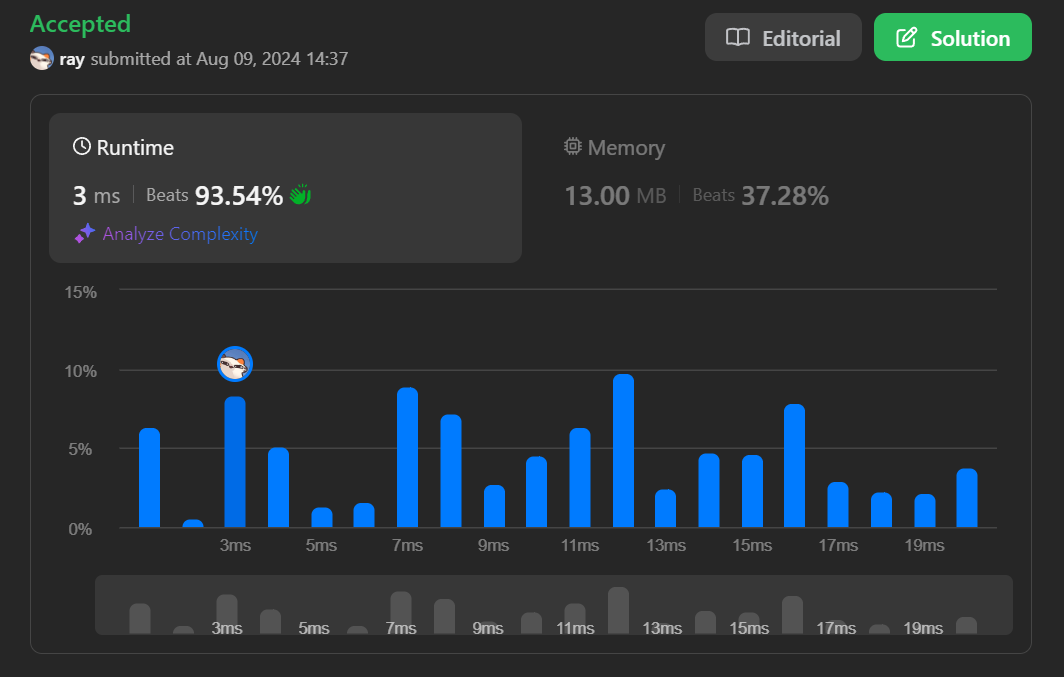 Accepted
Editorial
Solution
ray submitted at Aug 09, 2024 14:37
Runtime
Memory
3 ms
Beats 93.54%
13.00 MB
Beats 37.28%
Analyze Complexity
15%
10%
5%
0%
3ms 5ms 7ms 9ms 11ms 13ms 15ms 17ms 19ms
3ms 5ms 7ms 9ms 11ms 13ms 15ms 17ms 19ms